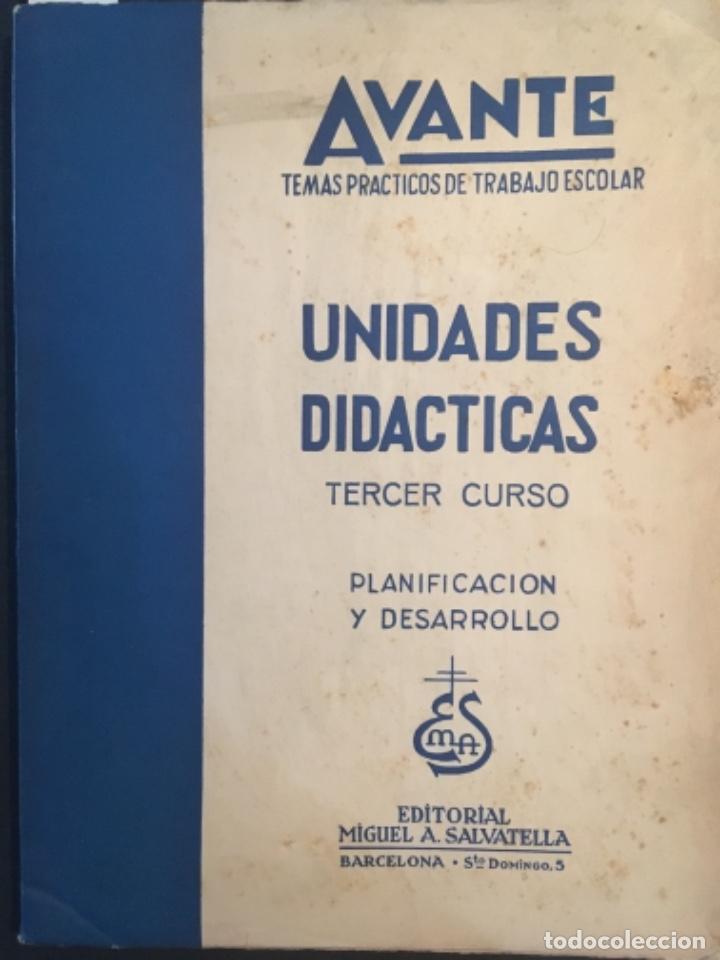 AVANTE
TEMAS PRACTICOS DE TRABAJO ESCOLAR
UNIDADES
DIDACTICAS
TERCER CURSO
PLANIFICACION
Y DESARROLLO
EMAS
EDITORIAL
MIGUEL A. SALVATELLA
BARCELONA • Sto DOMINGO, 5
todocoleccion